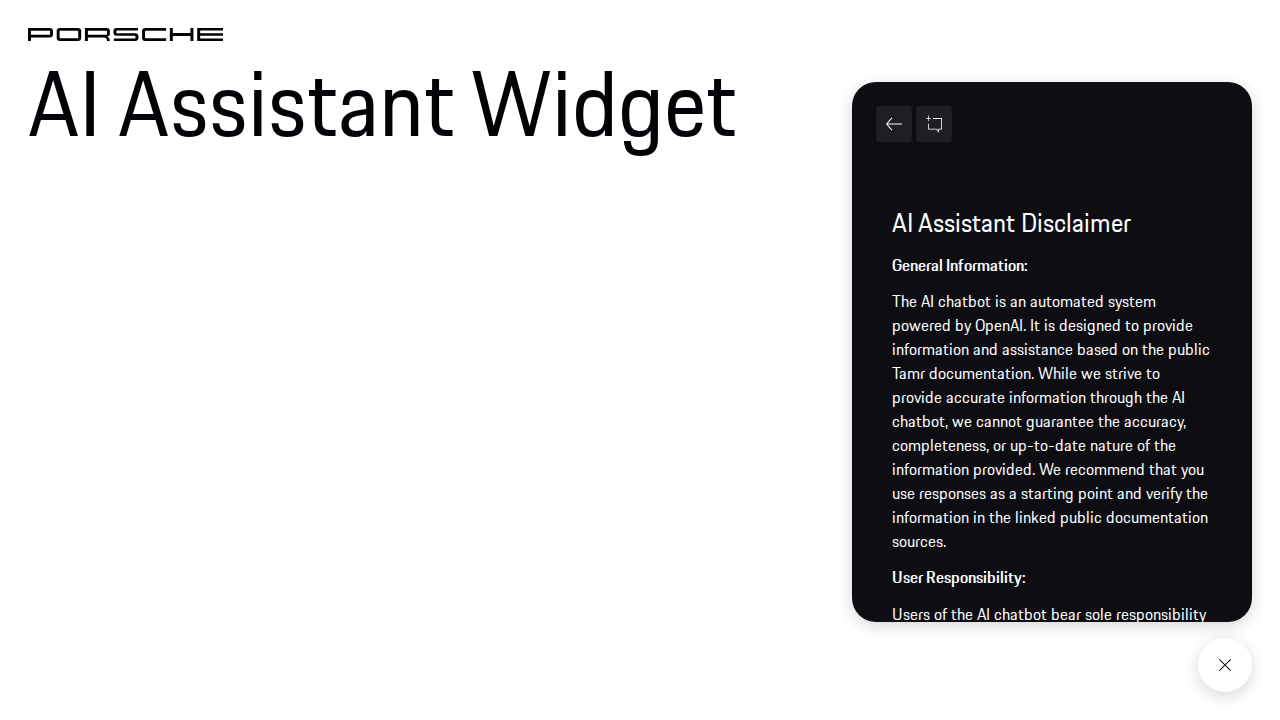 PORSCHE
AI Assistant Widget
AI Assistant Disclaimer
General Information:
The AI chatbot is an automated system
powered by OpenAI. It is designed to provide
information and assistance based on the public
Tamr documentation. While we strive to
provide accurate information through the AI
chatbot, we cannot guarantee the accuracy,
completeness, or up-to-date nature of the
information provided. We recommend that you
use responses as a starting point and verify the
information in the linked public documentation
sources.
User Responsibility:
Users of the AI chatbot bear sole responsibility